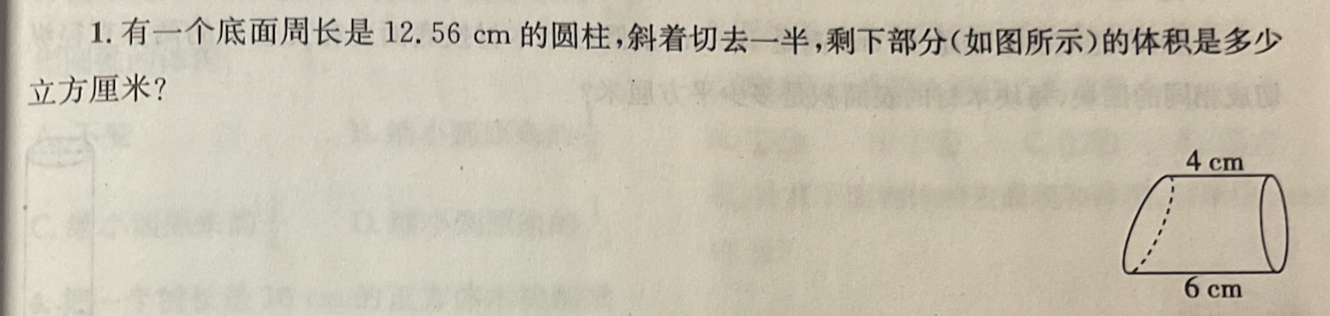 1. 有一个底面周长是 12.56 cm 的圆柱,斜着切去一半,剩下部分(如图所示)的体积是多少
立方厘米?
4 cm
6 cm